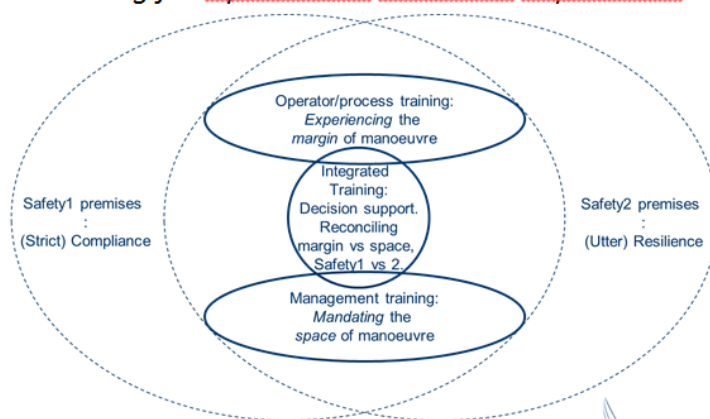 Operator/process training:
Experiencing the
margin of manoeuvre
Integrated
Training:
Decision support.
Reconciling
margin vs space,
Safety1 vs 2.
Safety1 premises
:
(Strict) Compliance
Safety2 premises
:
(Utter) Resilience
Management training:
Mandating the
space of manoeuvre